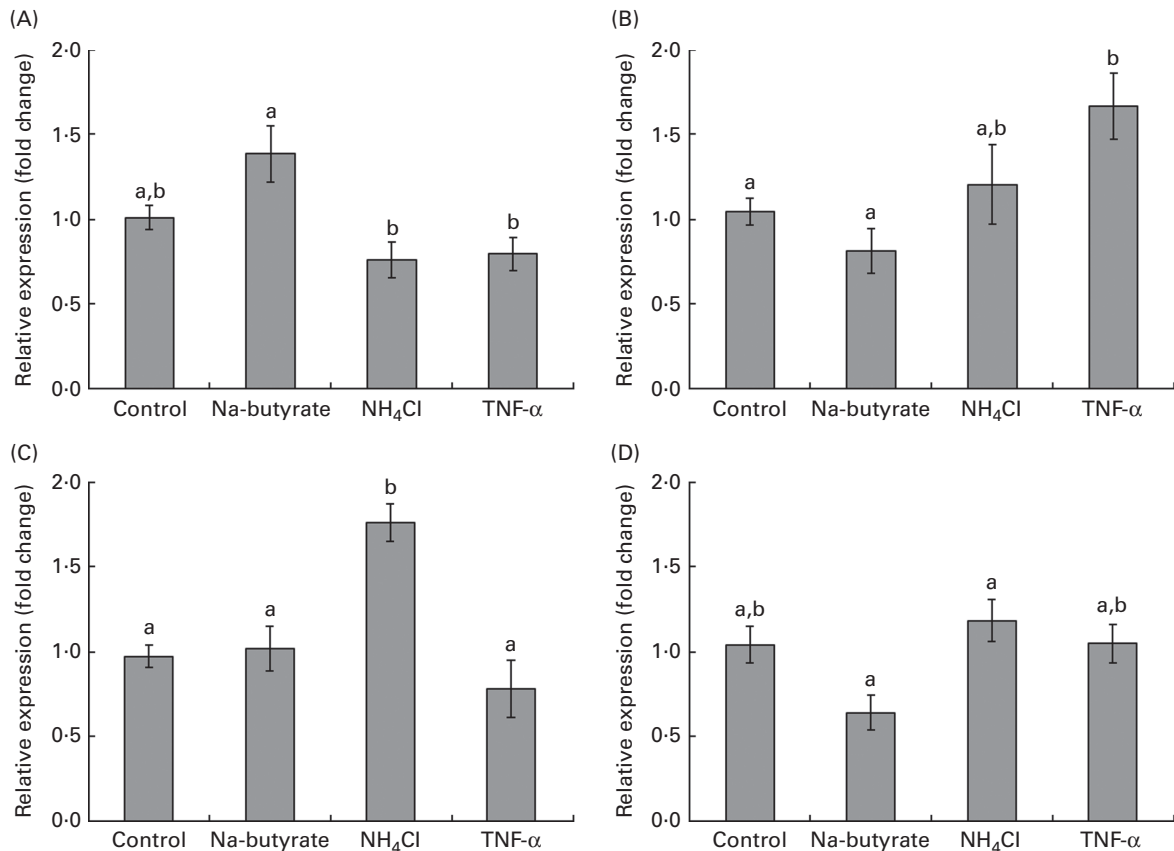 (A)
Relative expression (fold change)
2·0
1·5
1·0
0·5
0·0
a,b
a
b
b
Control Na-butyrate NH₄Cl TNF-α
(B)
Relative expression (fold change)
2·0
1·5
1·0
0·5
0·0
a
a
a,b
b
Control Na-butyrate NH₄Cl TNF-α
(C)
Relative expression (fold change)
2·0
1·5
1·0
0·5
0·0
a
a
b
a
Control Na-butyrate NH₄Cl TNF-α
(D)
Relative expression (fold change)
2·0
1·5
1·0
0·5
0·0
a,b
a
a
a,b
Control Na-butyrate NH₄Cl TNF-α